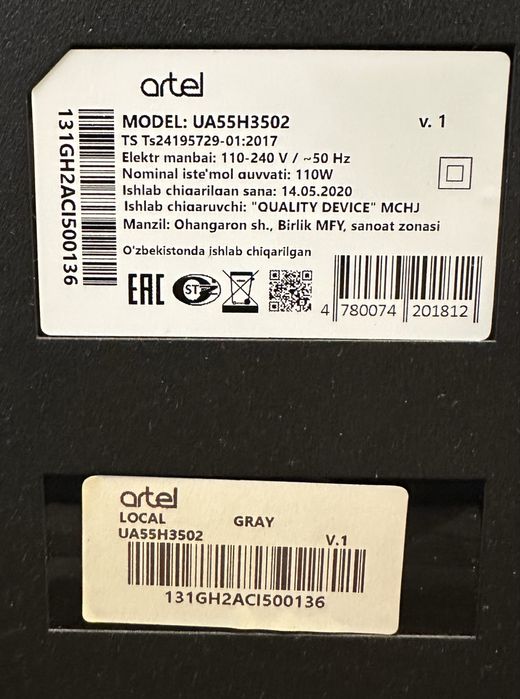 artel
MODEL: UA55H3502 v. 1
TS Ts24195729-01:2017
Elektr manbai: 110-240 V / ~50 Hz
Nominal iste'mol quvvati: 110W
Ishlab chiqarilgan sana: 14.05.2020
Ishlab chiqaruvchi: "QUALITY DEVICE" MCHJ
Manzil: Ohangaron sh., Birlik MFY, sanoat zonasi
O'zbekistonda ishlab chiqarilgan
131GH2ACI500136
EAC ST
4 780074 201812
artel
LOCAL GRAY
UA55H3502 V.1
131GH2ACI500136